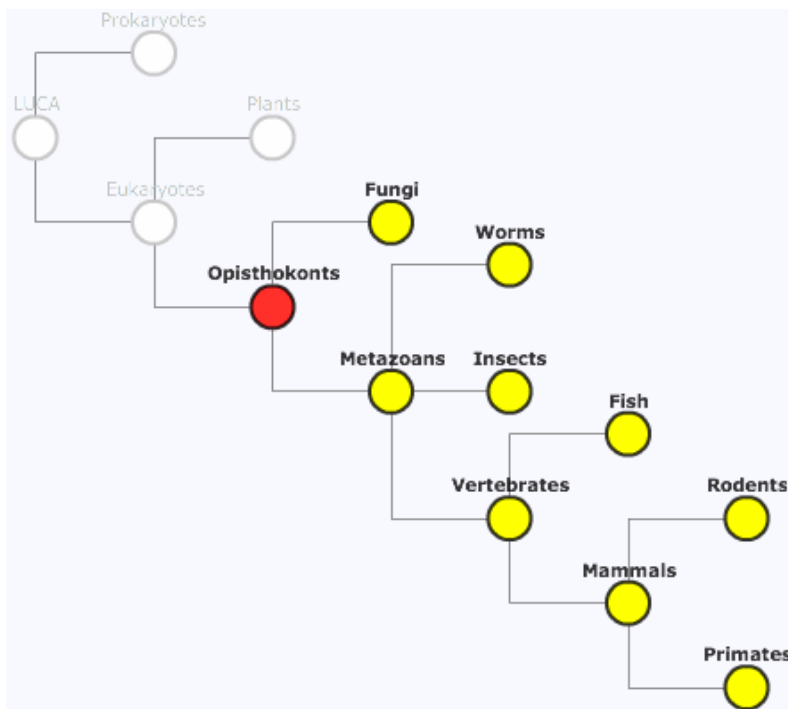 Prokaryotes
LUCA
Plants
Eukaryotes
Fungi
Worms
Opisthokonts
Metazoans
Insects
Fish
Vertebrates
Rodents
Mammals
Primates